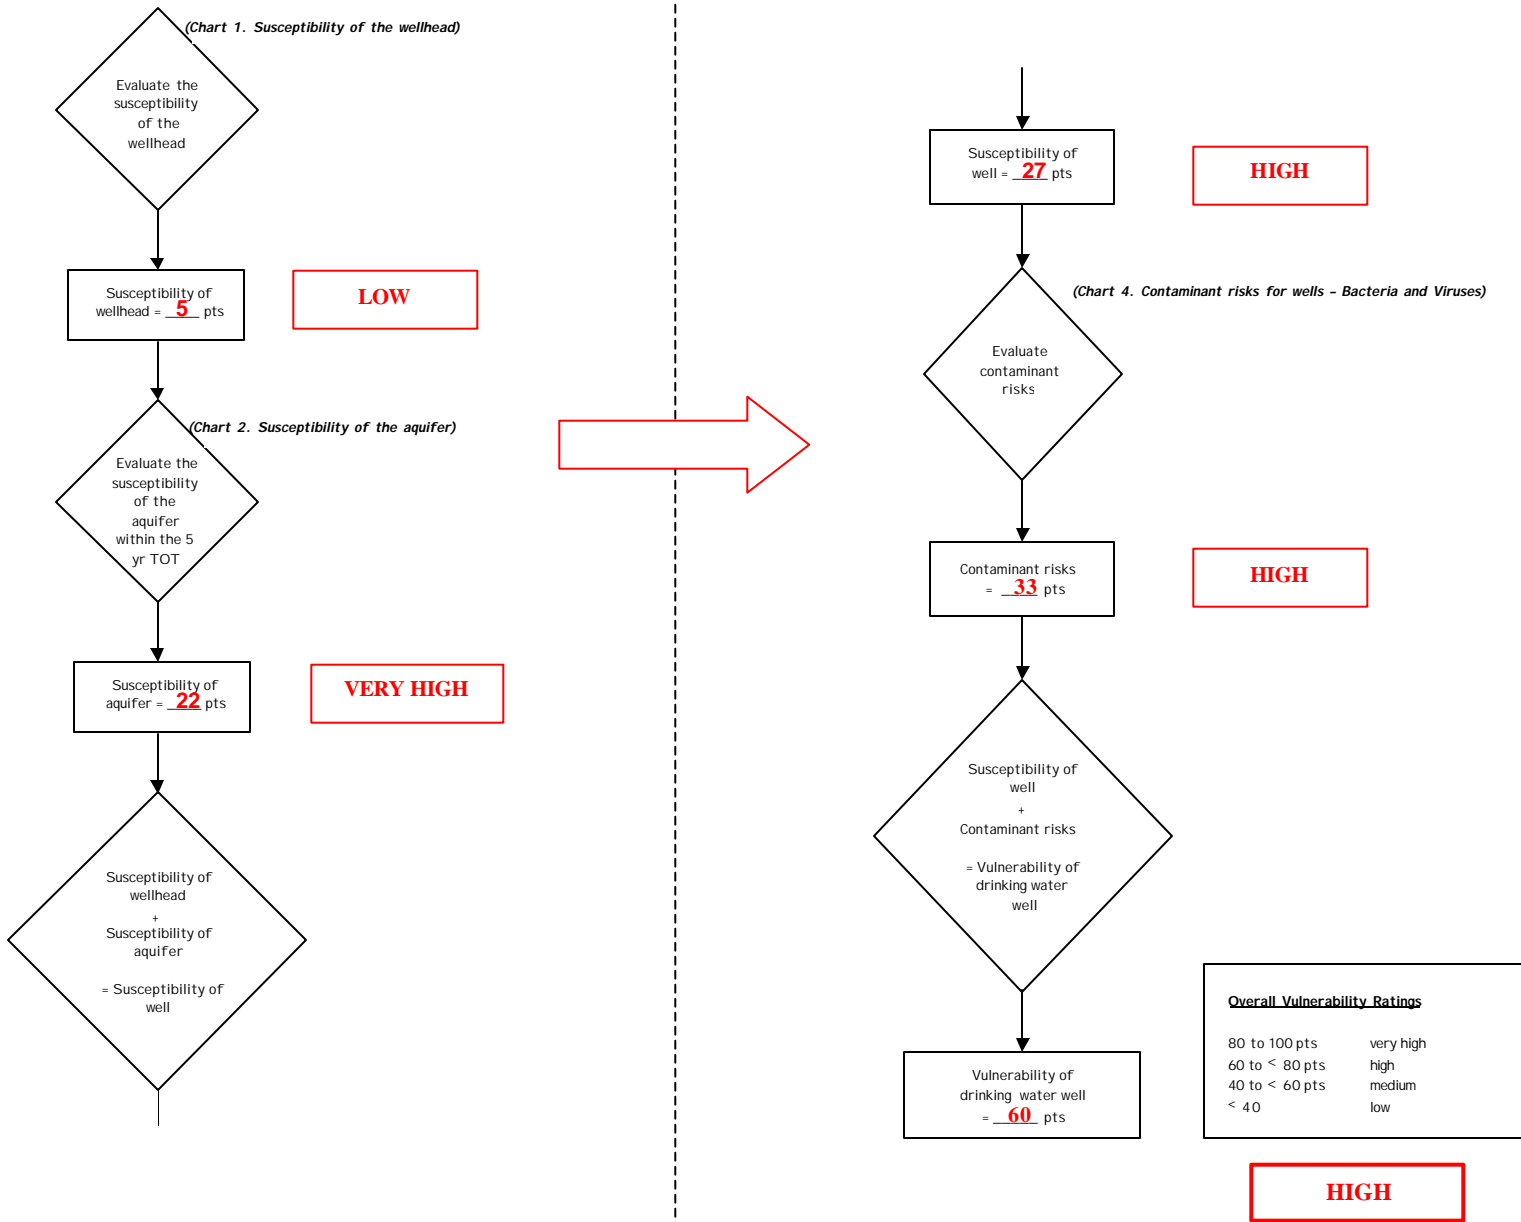 (Chart 1. Susceptibility of the wellhead)
Evaluate the
susceptibility
of the
wellhead
Susceptibility of
wellhead = 5 pts
LOW
(Chart 2. Susceptibility of the aquifer)
Evaluate the
susceptibility
of the
aquifer
within the 5
yr TOT
Susceptibility of
aquifer = 22 pts
VERY HIGH
Susceptibility of
wellhead
+
Susceptibility of
aquifer
= Susceptibility of
well
Susceptibility of
well = 27 pts
HIGH
(Chart 4. Contaminant risks for wells – Bacteria and Viruses)
Evaluate
contaminant
risks
Contaminant risks
= 33 pts
HIGH
Susceptibility of
well
+
Contaminant risks
= Vulnerability of
drinking water
well
Vulnerability of
drinking water well
= 60 pts
Overall Vulnerability Ratings
80 to 100 pts very high
60 to < 80 pts high
40 to < 60 pts medium
< 40 low
HIGH